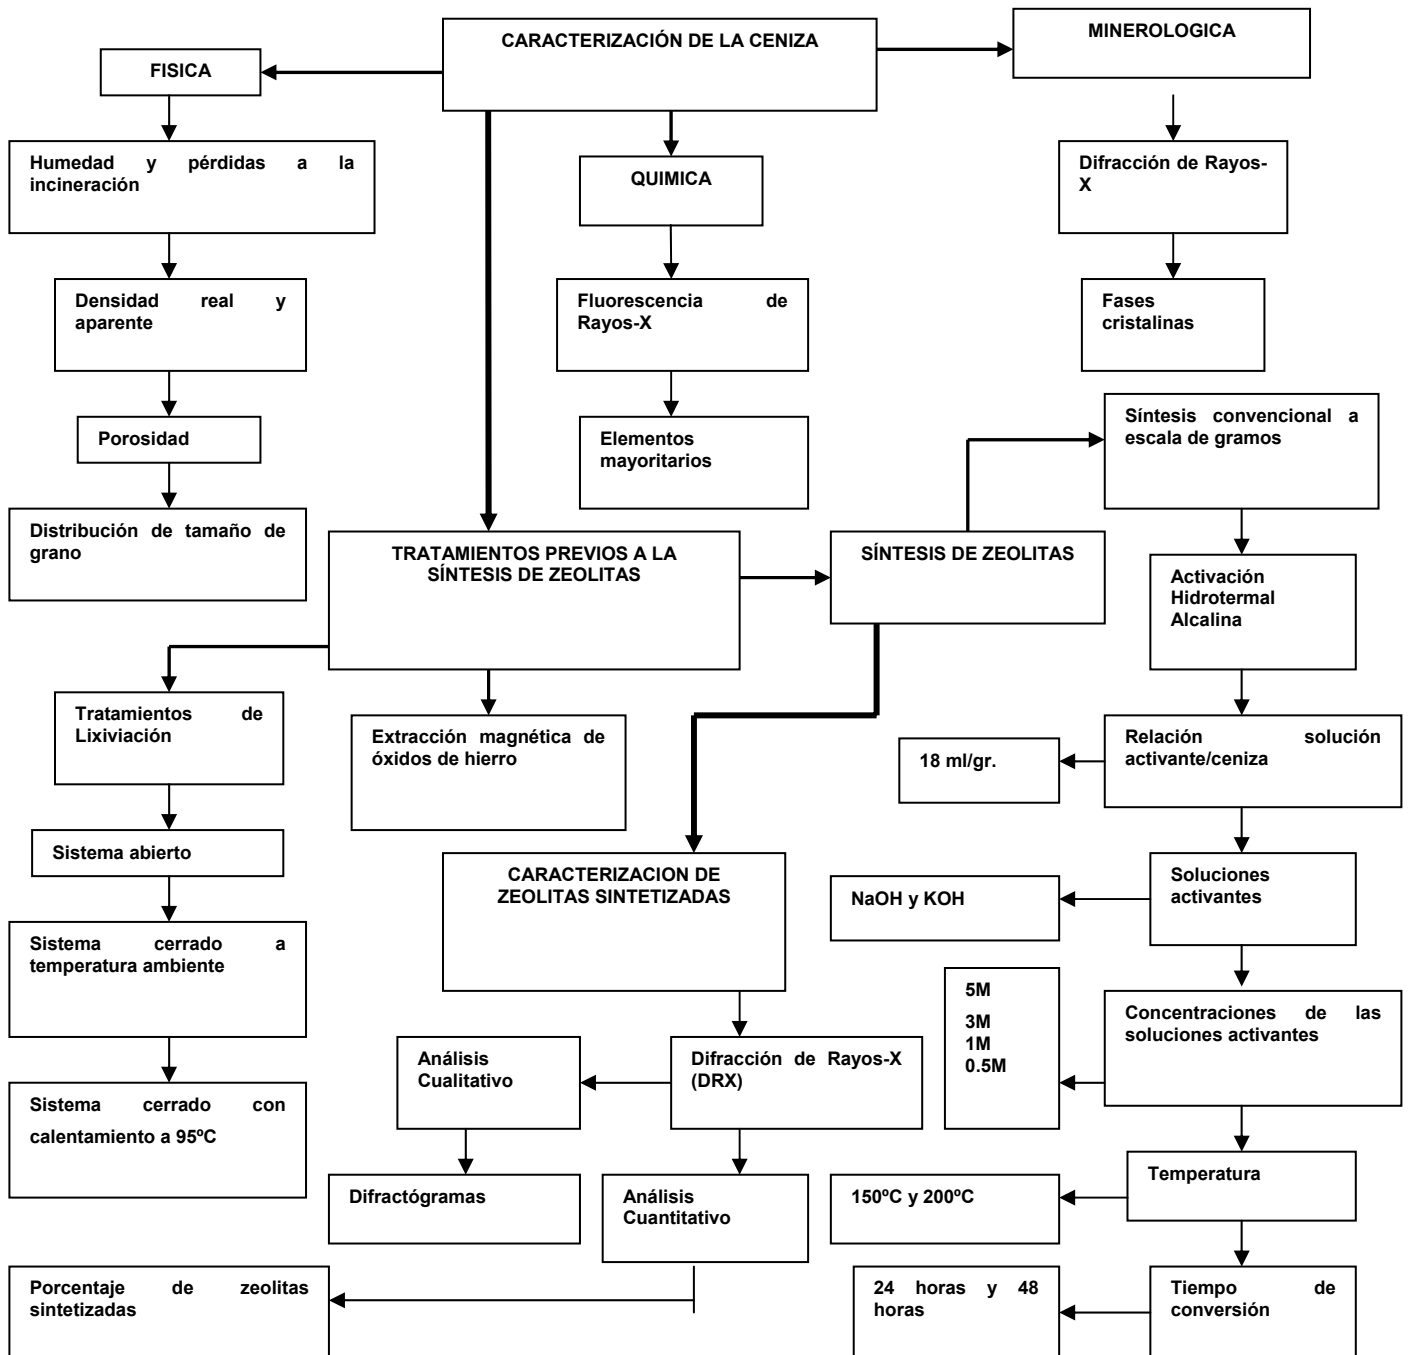 CARACTERIZACIÓN DE LA CENIZA
MINEROLOGICA
FISICA
Humedad y pérdidas a la
incineración
QUIMICA
Difracción de Rayos-
X
Densidad real y
aparente
Fluorescencia de
Rayos-X
Fases
cristalinas
Porosidad
Elementos
mayoritarios
Síntesis convencional a
escala de gramos
Distribución de tamaño de
grano
TRATAMIENTOS PREVIOS A LA
SÍNTESIS DE ZEOLITAS
SÍNTESIS DE ZEOLITAS
Activación
Hidrotermal
Alcalina
Tratamientos de
Lixiviación
Extracción magnética de
óxidos de hierro
18 ml/gr.
Relación solución
activante/ceniza
Sistema abierto
CARACTERIZACION DE
ZEOLITAS SINTETIZADAS
NaOH y KOH
Soluciones
activantes
Sistema cerrado a
temperatura ambiente
5M
3M
1M
0.5M
Concentraciones de las
soluciones activantes
Análisis
Cualitativo
Difracción de Rayos-X
(DRX)
Sistema cerrado con
calentamiento a 95ºC
Difractógramas
Análisis
Cuantitativo
150ºC y 200ºC
Temperatura
Porcentaje de zeolitas
sintetizadas
24 horas y 48
horas
Tiempo de
conversión